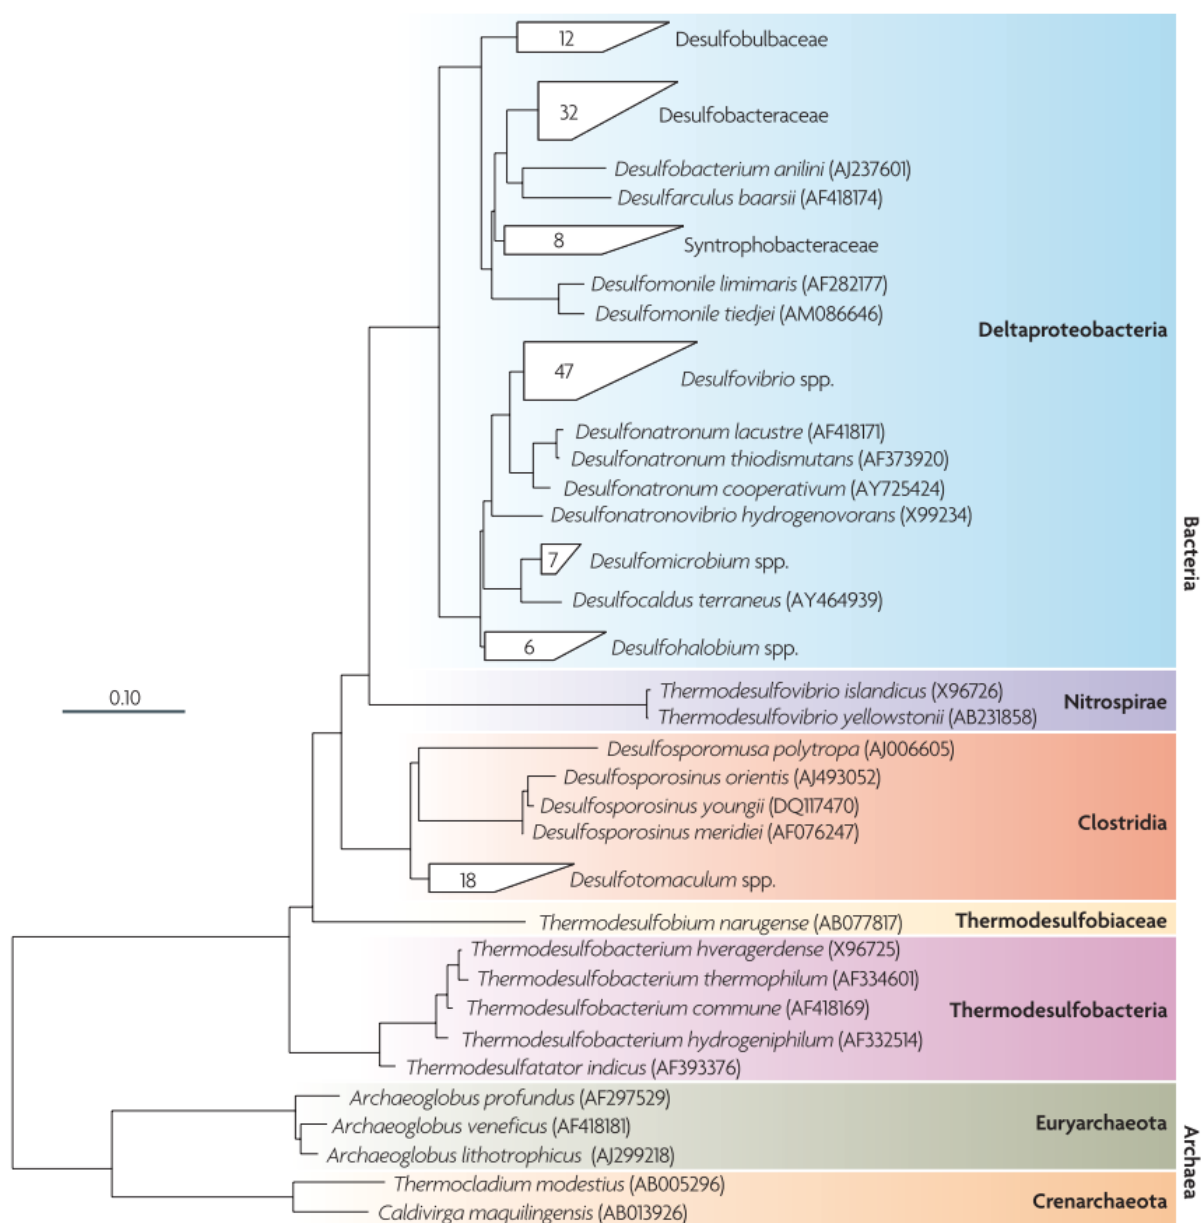 12 Desulfobulbaceae
32 Desulfobacteraceae
Desulfobacterium anilini (AJ237601)
Desulfarculus baarsii (AF418174)
8 Syntrophobacteraceae
Desulfomonile limimaris (AF282177)
Desulfomonile tiedjei (AM086646)
Deltaproteobacteria
47 Desulfovibrio spp.
Desulfonatronum lacustre (AF418171)
Desulfonatronum thiodismutans (AF373920)
Desulfonatronum cooperativum (AY725424)
Desulfonatronovibrio hydrogenovorans (X99234)
7 Desulfomicrobium spp.
Desulfocaldus terraneus (AY464939)
6 Desulfohalobium spp.
Bacteria
0.10
Thermodesulfovibrio islandicus (X96726)
Thermodesulfovibrio yellowstonii (AB231858)
Nitrospirae
Desulfosporomusa polytropa (AJ006605)
Desulfosporosinus orientis (AJ493052)
Desulfosporosinus youngii (DQ117470)
Desulfosporosinus meridiei (AF076247)
Clostridia
18 Desulfotomaculum spp.
Thermodesulfobium narugense (AB077817)
Thermodesulfobiaceae
Thermodesulfobacterium hveragerdense (X96725)
Thermodesulfobacterium thermophilum (AF334601)
Thermodesulfobacterium commune (AF418169)
Thermodesulfobacteria
Thermodesulfobacterium hydrogeniphilum (AF332514)
Thermodesulfatator indicus (AF393376)
Archaeoglobus profundus (AF297529)
Archaeoglobus veneficus (AF418181)
Euryarchaeota
Archaeoglobus lithotrophicus (AJ299218)
Archaea
Thermocladium modestius (AB005296)
Caldivirga maquilingensis (AB013926)
Crenarchaeota